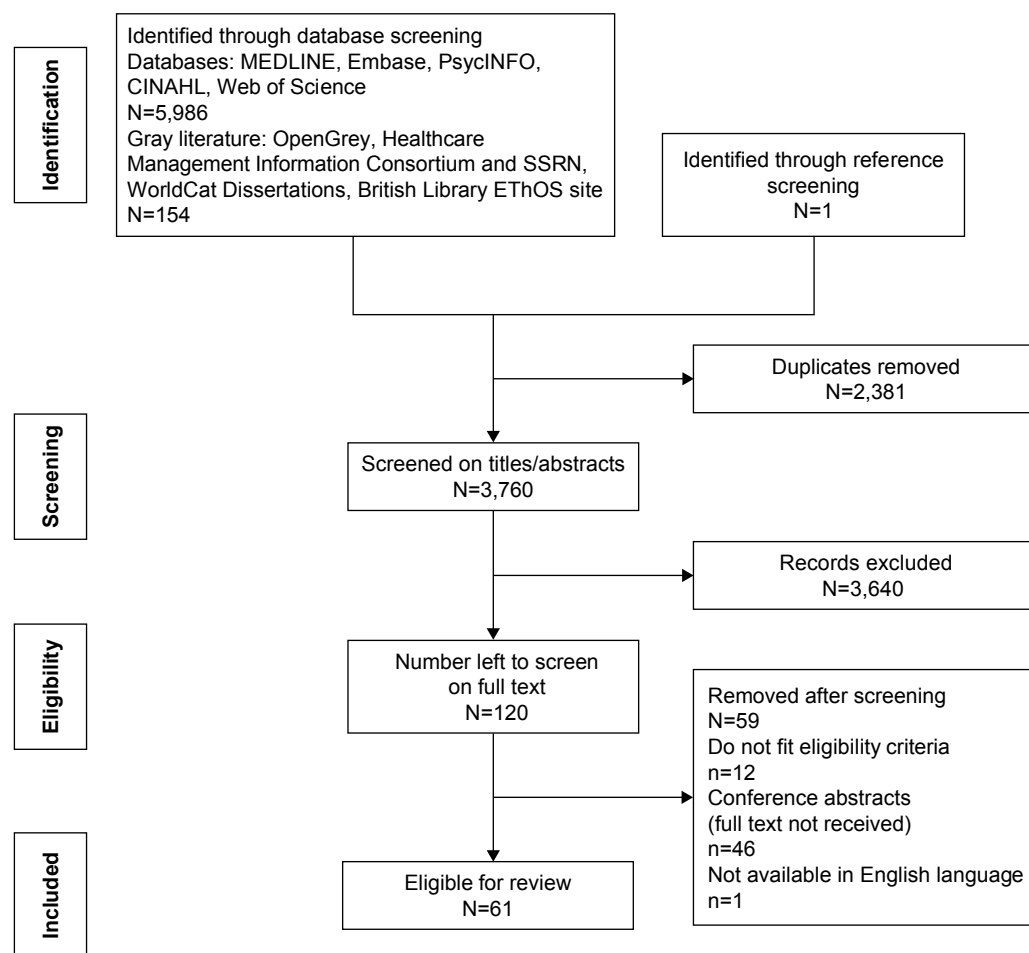 Identification
Identified through database screening
Databases: MEDLINE, Embase, PsycINFO,
CINAHL, Web of Science
N=5,986
Gray literature: OpenGrey, Healthcare
Management Information Consortium and SSRN,
WorldCat Dissertations, British Library EThOS site
N=154
Identified through reference
screening
N=1
Duplicates removed
N=2,381
Screening
Screened on titles/abstracts
N=3,760
Records excluded
N=3,640
Eligibility
Number left to screen
on full text
N=120
Removed after screening
N=59
Do not fit eligibility criteria
n=12
Conference abstracts
(full text not received)
n=46
Not available in English language
n=1
Included
Eligible for review
N=61